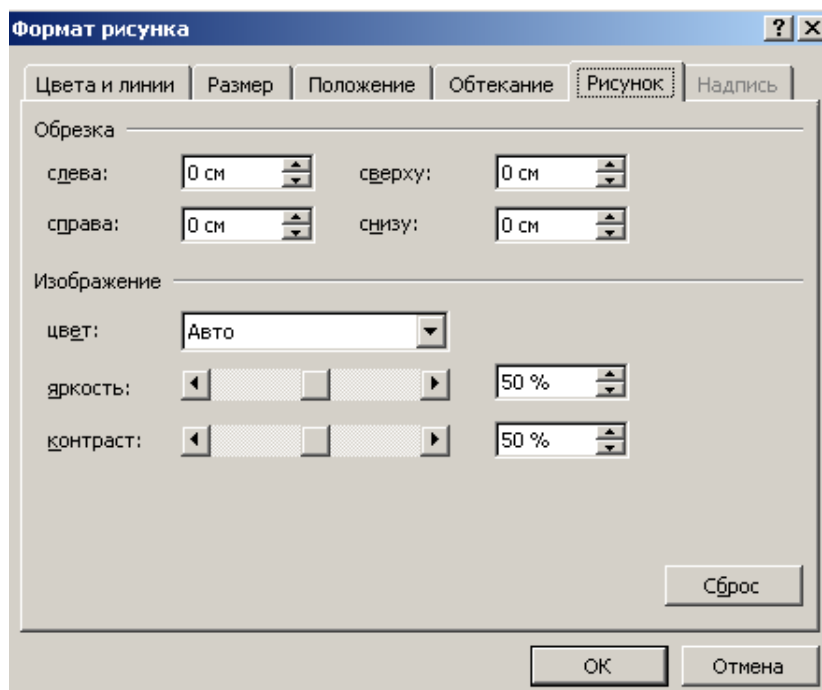 Формат рисунка
Цвета и линии Размер Положение Обтекание Рисунок Надпись
Обрезка
слева: 0 см сверху: 0 см
справа: 0 см снизу: 0 см
Изображение
цвет: Авто
яркость: 50 %
контраст: 50 %
Сброс
ОК Отмена